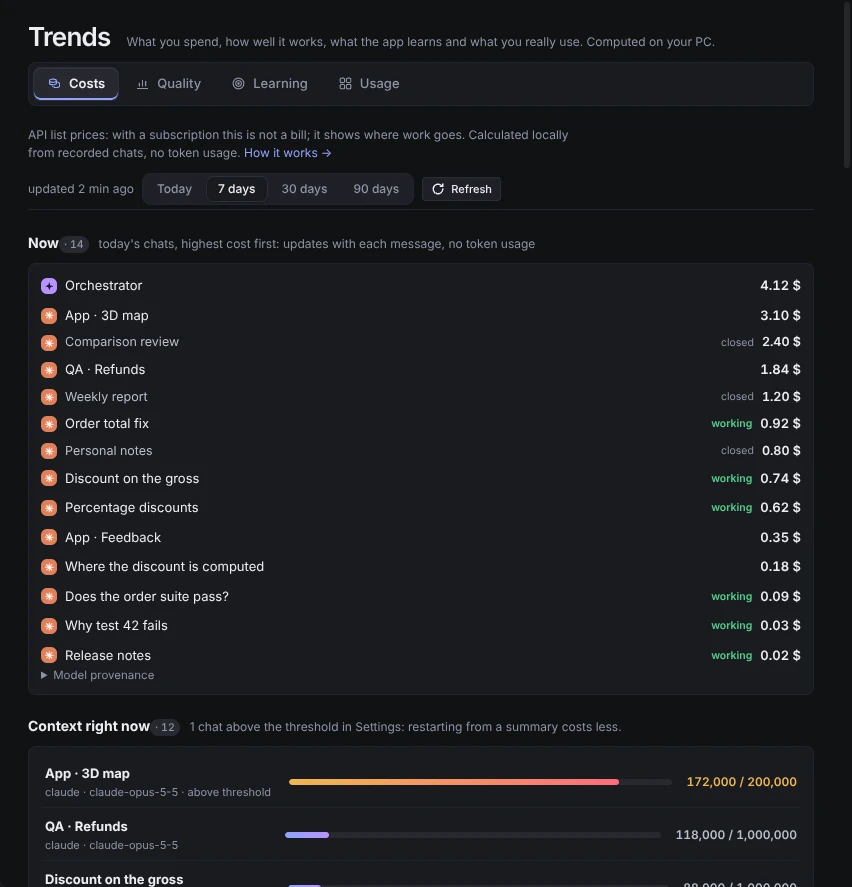 Trends What you spend, how well it works, what the app learns and what you really use. Computed on your PC.
Costs Quality Learning Usage
API list prices: with a subscription this is not a bill; it shows where work goes. Calculated locally
from recorded chats, no token usage. How it works →
updated 2 min ago Today 7 days 30 days 90 days Refresh
Now · 14 today's chats, highest cost first: updates with each message, no token usage
Orchestrator 4.12 $
App · 3D map 3.10 $
Comparison review closed 2.40 $
QA · Refunds 1.84 $
Weekly report closed 1.20 $
Order total fix working 0.92 $
Personal notes closed 0.80 $
Discount on the gross working 0.74 $
Percentage discounts working 0.62 $
App · Feedback 0.35 $
Where the discount is computed 0.18 $
Does the order suite pass? working 0.09 $
Why test 42 fails working 0.03 $
Release notes working 0.02 $
Model provenance
Context right now · 12 1 chat above the threshold in Settings: restarting from a summary costs less.
App · 3D map
claude · claude-opus-5-5 · above threshold 172,000 / 200,000
QA · Refunds
claude · claude-opus-5-5 118,000 / 1,000,000
Discount on the gross